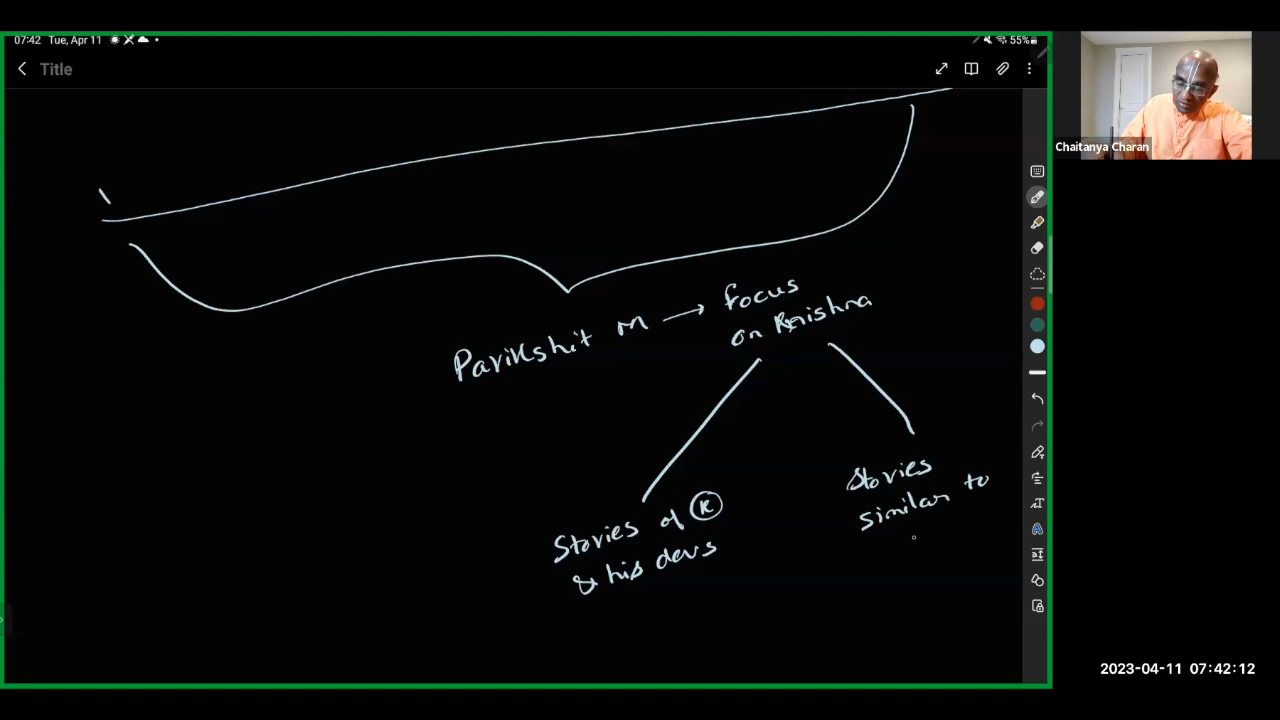 07:42 Tue, Apr 11
55%
Title
Chaitanya Charan
Parikshit M → Focus
on Krishna
Stories of K
& his devs
Stories
similar to
2023-04-11 07:42:12